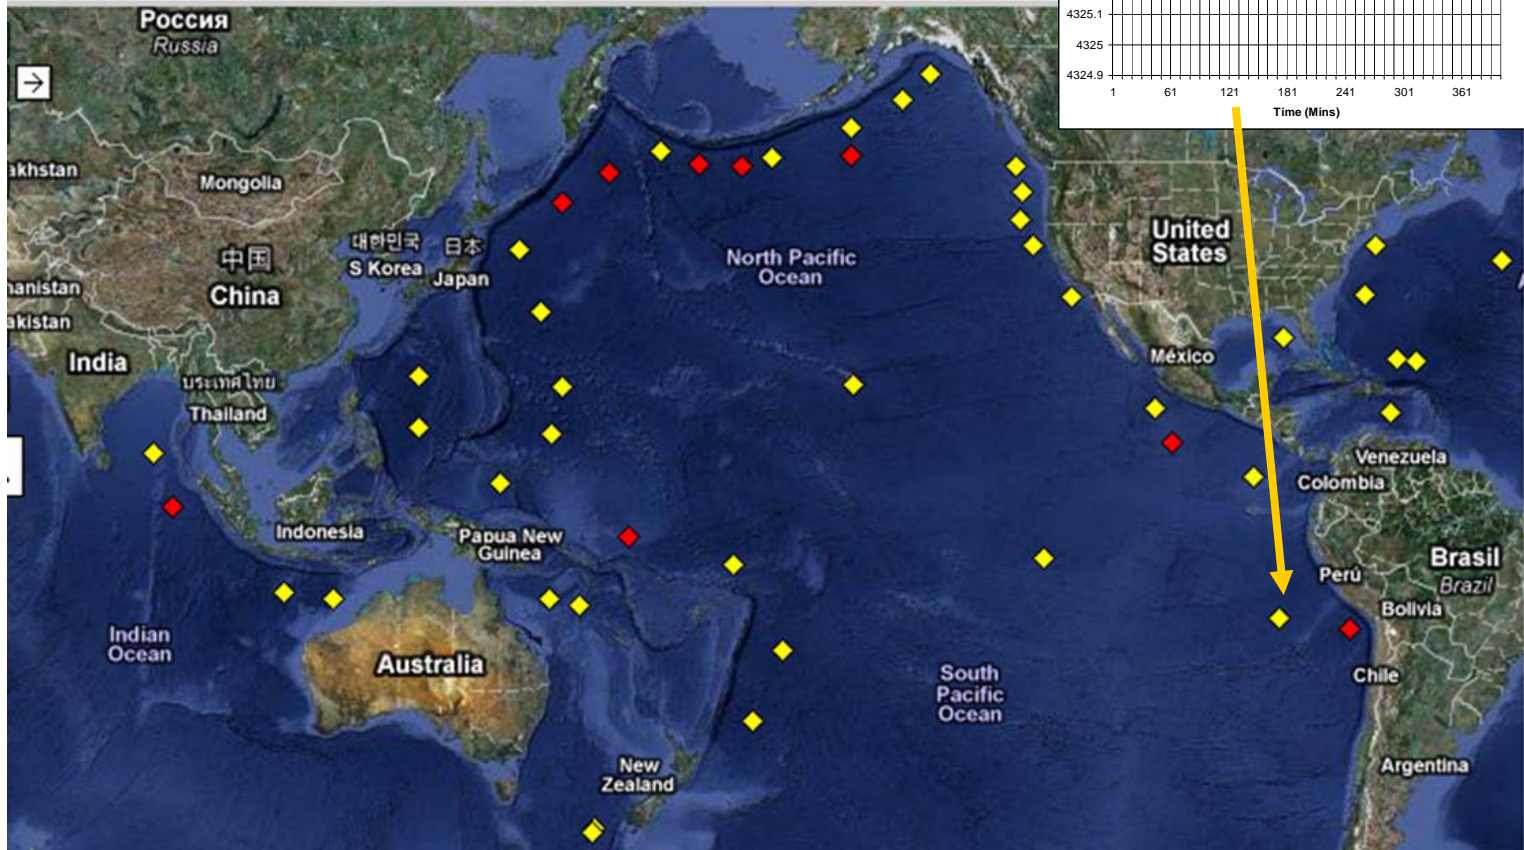 4325.1
4325
4324.9
1 61 121 181 241 301 361
Time (Mins)
Россия
Russia
Mongolia
中国
China
대한민국
S Korea
日本
Japan
akhstan
hanistan
akistan
India
ประเทศไทย
Thailand
Indonesia
Papua New
Guinea
Indian
Ocean
Australia
New
Zealand
North Pacific
Ocean
South
Pacific
Ocean
United
States
México
Venezuela
Colombia
Perú
Brasil
Brazil
Bolivia
Chile
Argentina